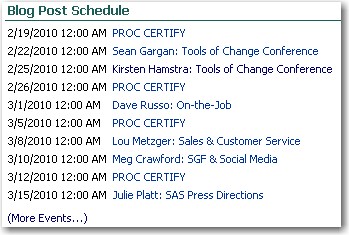 Blog Post Schedule
2/19/2010 12:00 AM PROC CERTIFY
2/22/2010 12:00 AM Sean Gargan: Tools of Change Conference
2/25/2010 12:00 AM Kirsten Hamstra: Tools of Change Conference
2/26/2010 12:00 AM PROC CERTIFY
3/1/2010 12:00 AM Dave Russo: On-the-Job
3/5/2010 12:00 AM PROC CERTIFY
3/8/2010 12:00 AM Lou Metzger: Sales & Customer Service
3/10/2010 12:00 AM Meg Crawford: SGF & Social Media
3/12/2010 12:00 AM PROC CERTIFY
3/15/2010 12:00 AM Julie Platt: SAS Press Directions
(More Events...)